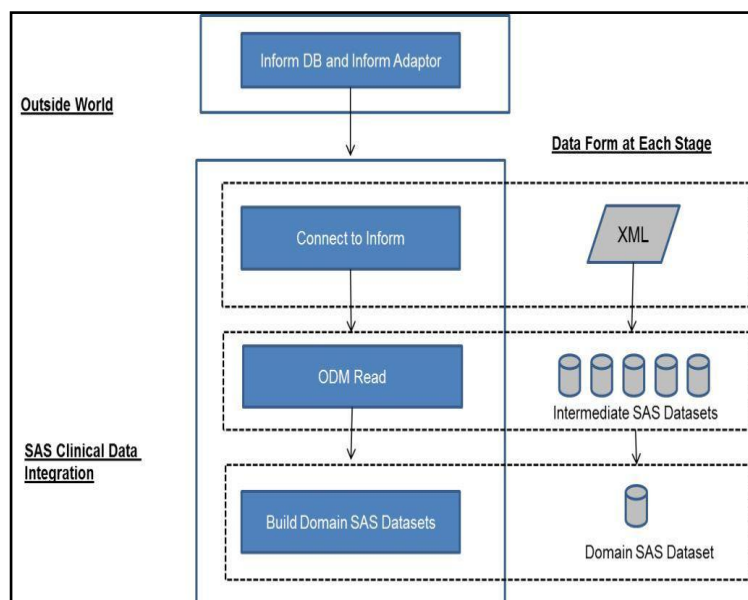 Inform DB and Inform Adaptor
Outside World
Data Form at Each Stage
Connect to Inform
XML
ODM Read
Intermediate SAS Datasets
SAS Clinical Data
Integration
Build Domain SAS Datasets
Domain SAS Dataset